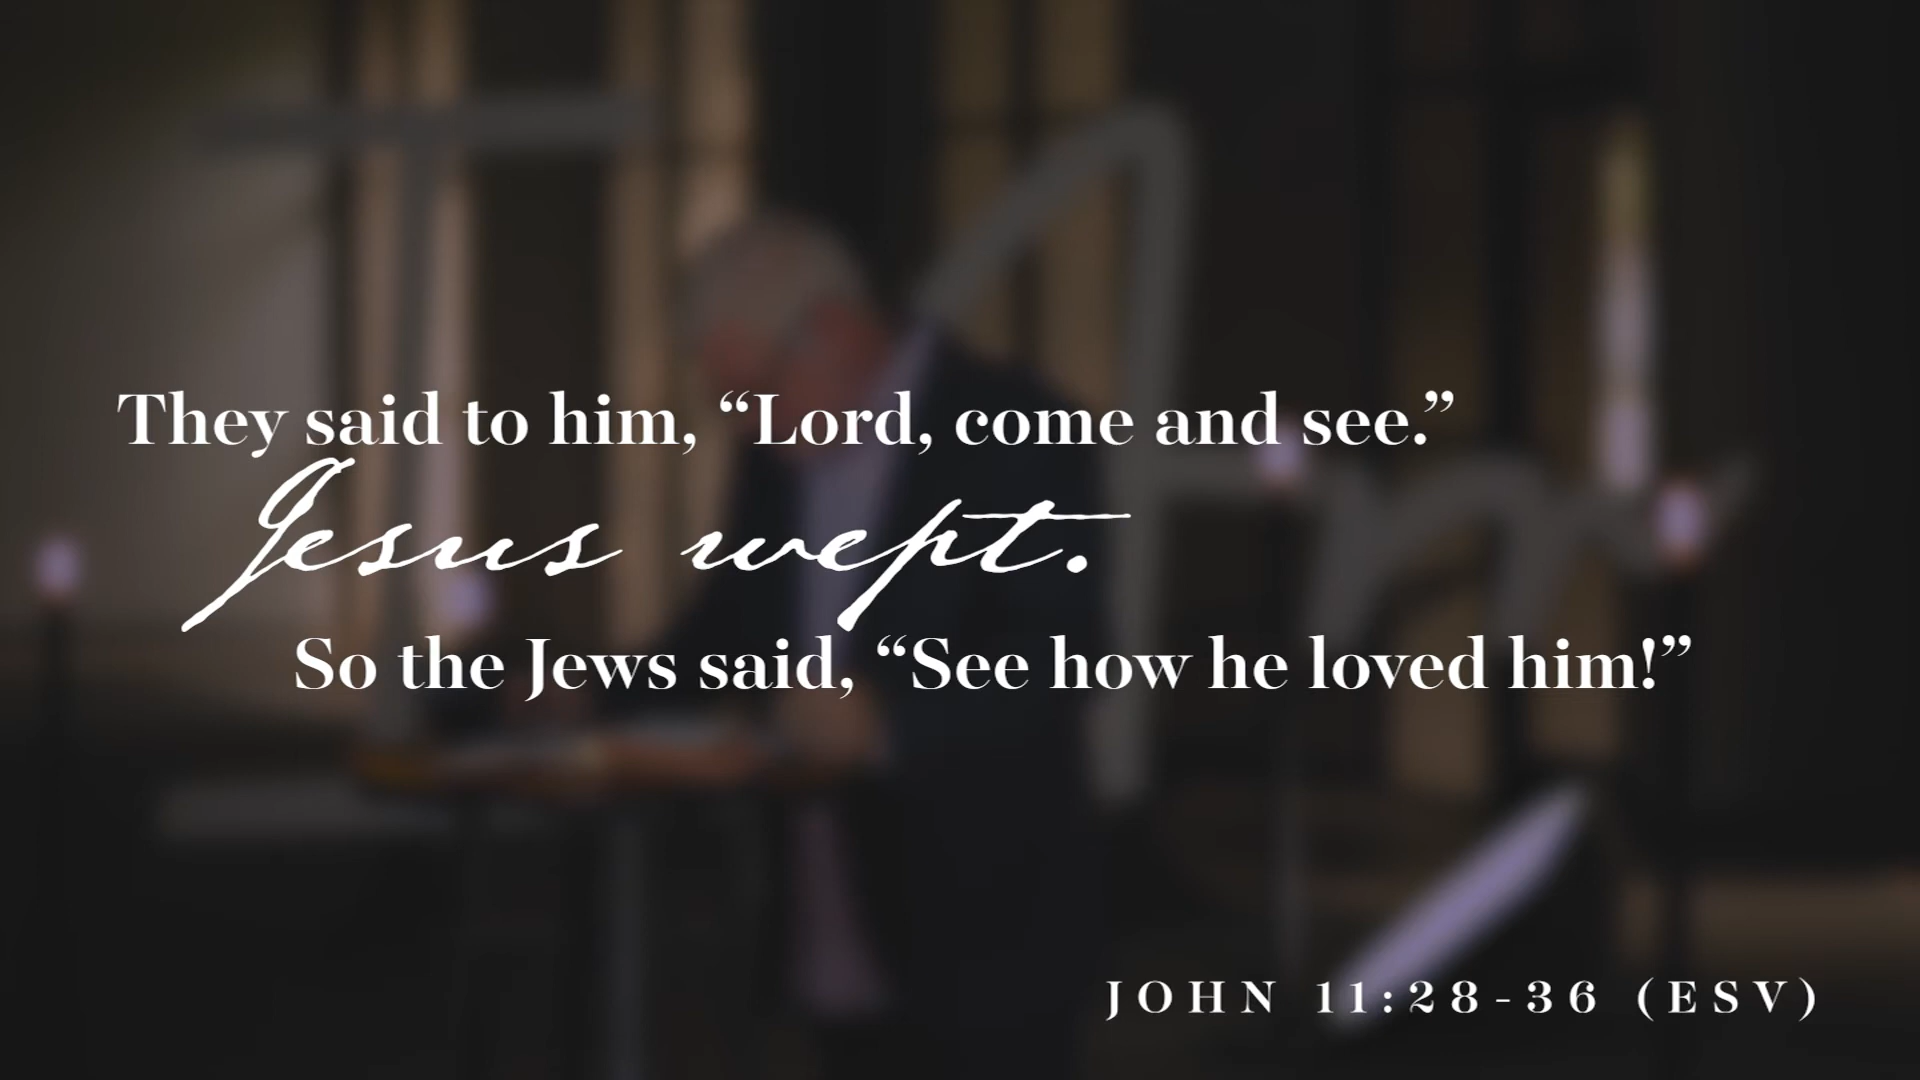 They said to him, “Lord, come and see.”
Jesus wept.
So the Jews said, “See how he loved him!”
JOHN 11:28-36 (ESV)